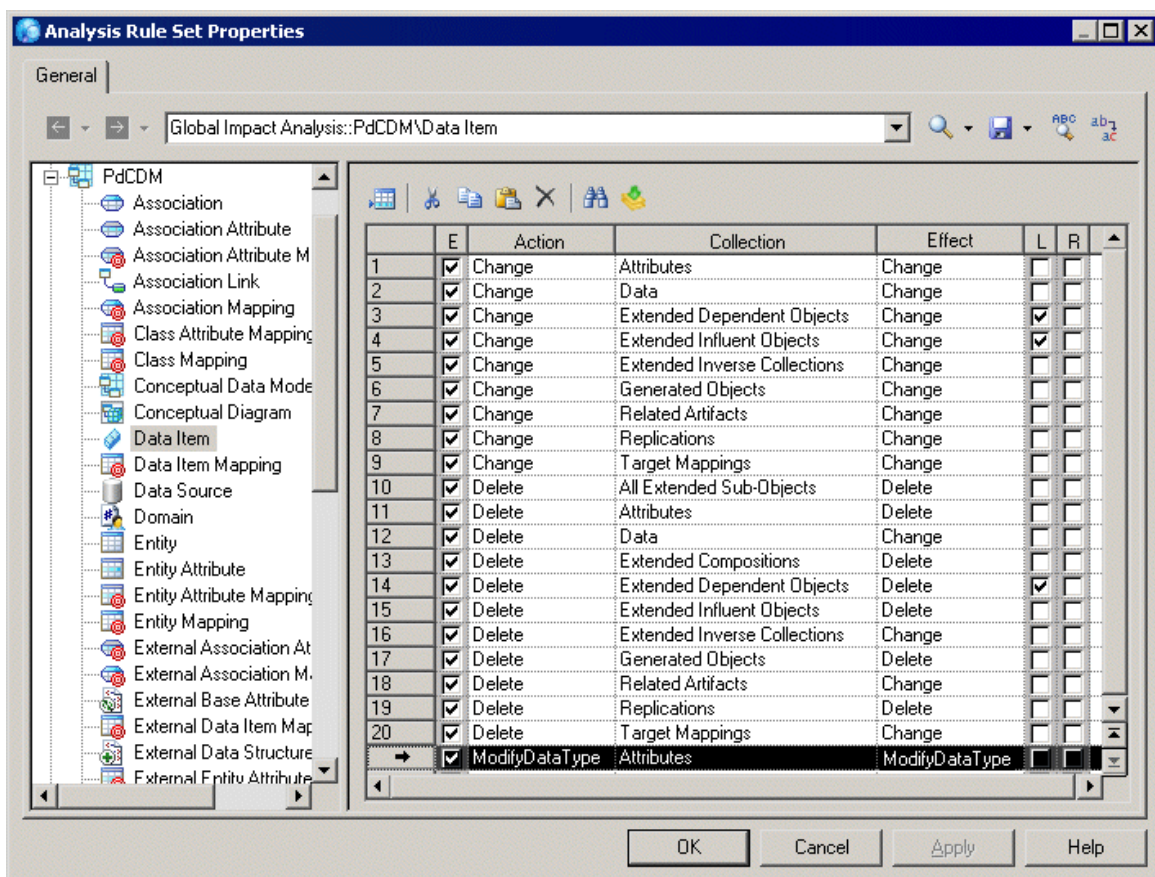 Analysis Rule Set Properties
General
Global Impact Analysis::PdCDM\Data Item
ABC
ab
ac
PdCDM
Association
Association Attribute
Association Attribute M
Association Link
Association Mapping
Class Attribute Mapping
Class Mapping
Conceptual Data Mode
Conceptual Diagram
Data Item
Data Item Mapping
Data Source
Domain
Entity
Entity Attribute
Entity Attribute Mapping
Entity Mapping
External Association At
External Association M
External Base Attribute
External Data Item Map
External Data Structure
External Entity Attribute
E Action Collection Effect L R
1 Change Attributes Change
2 Change Data Change
3 Change Extended Dependent Objects Change
4 Change Extended Influent Objects Change
5 Change Extended Inverse Collections Change
6 Change Generated Objects Change
7 Change Related Artifacts Change
8 Change Replications Change
9 Change Target Mappings Change
10 Delete All Extended Sub-Objects Delete
11 Delete Attributes Delete
12 Delete Data Change
13 Delete Extended Compositions Delete
14 Delete Extended Dependent Objects Delete
15 Delete Extended Influent Objects Delete
16 Delete Extended Inverse Collections Change
17 Delete Generated Objects Delete
18 Delete Related Artifacts Change
19 Delete Replications Delete
20 Delete Target Mappings Change
ModifyDataType Attributes ModifyDataType
OK Cancel Apply Help